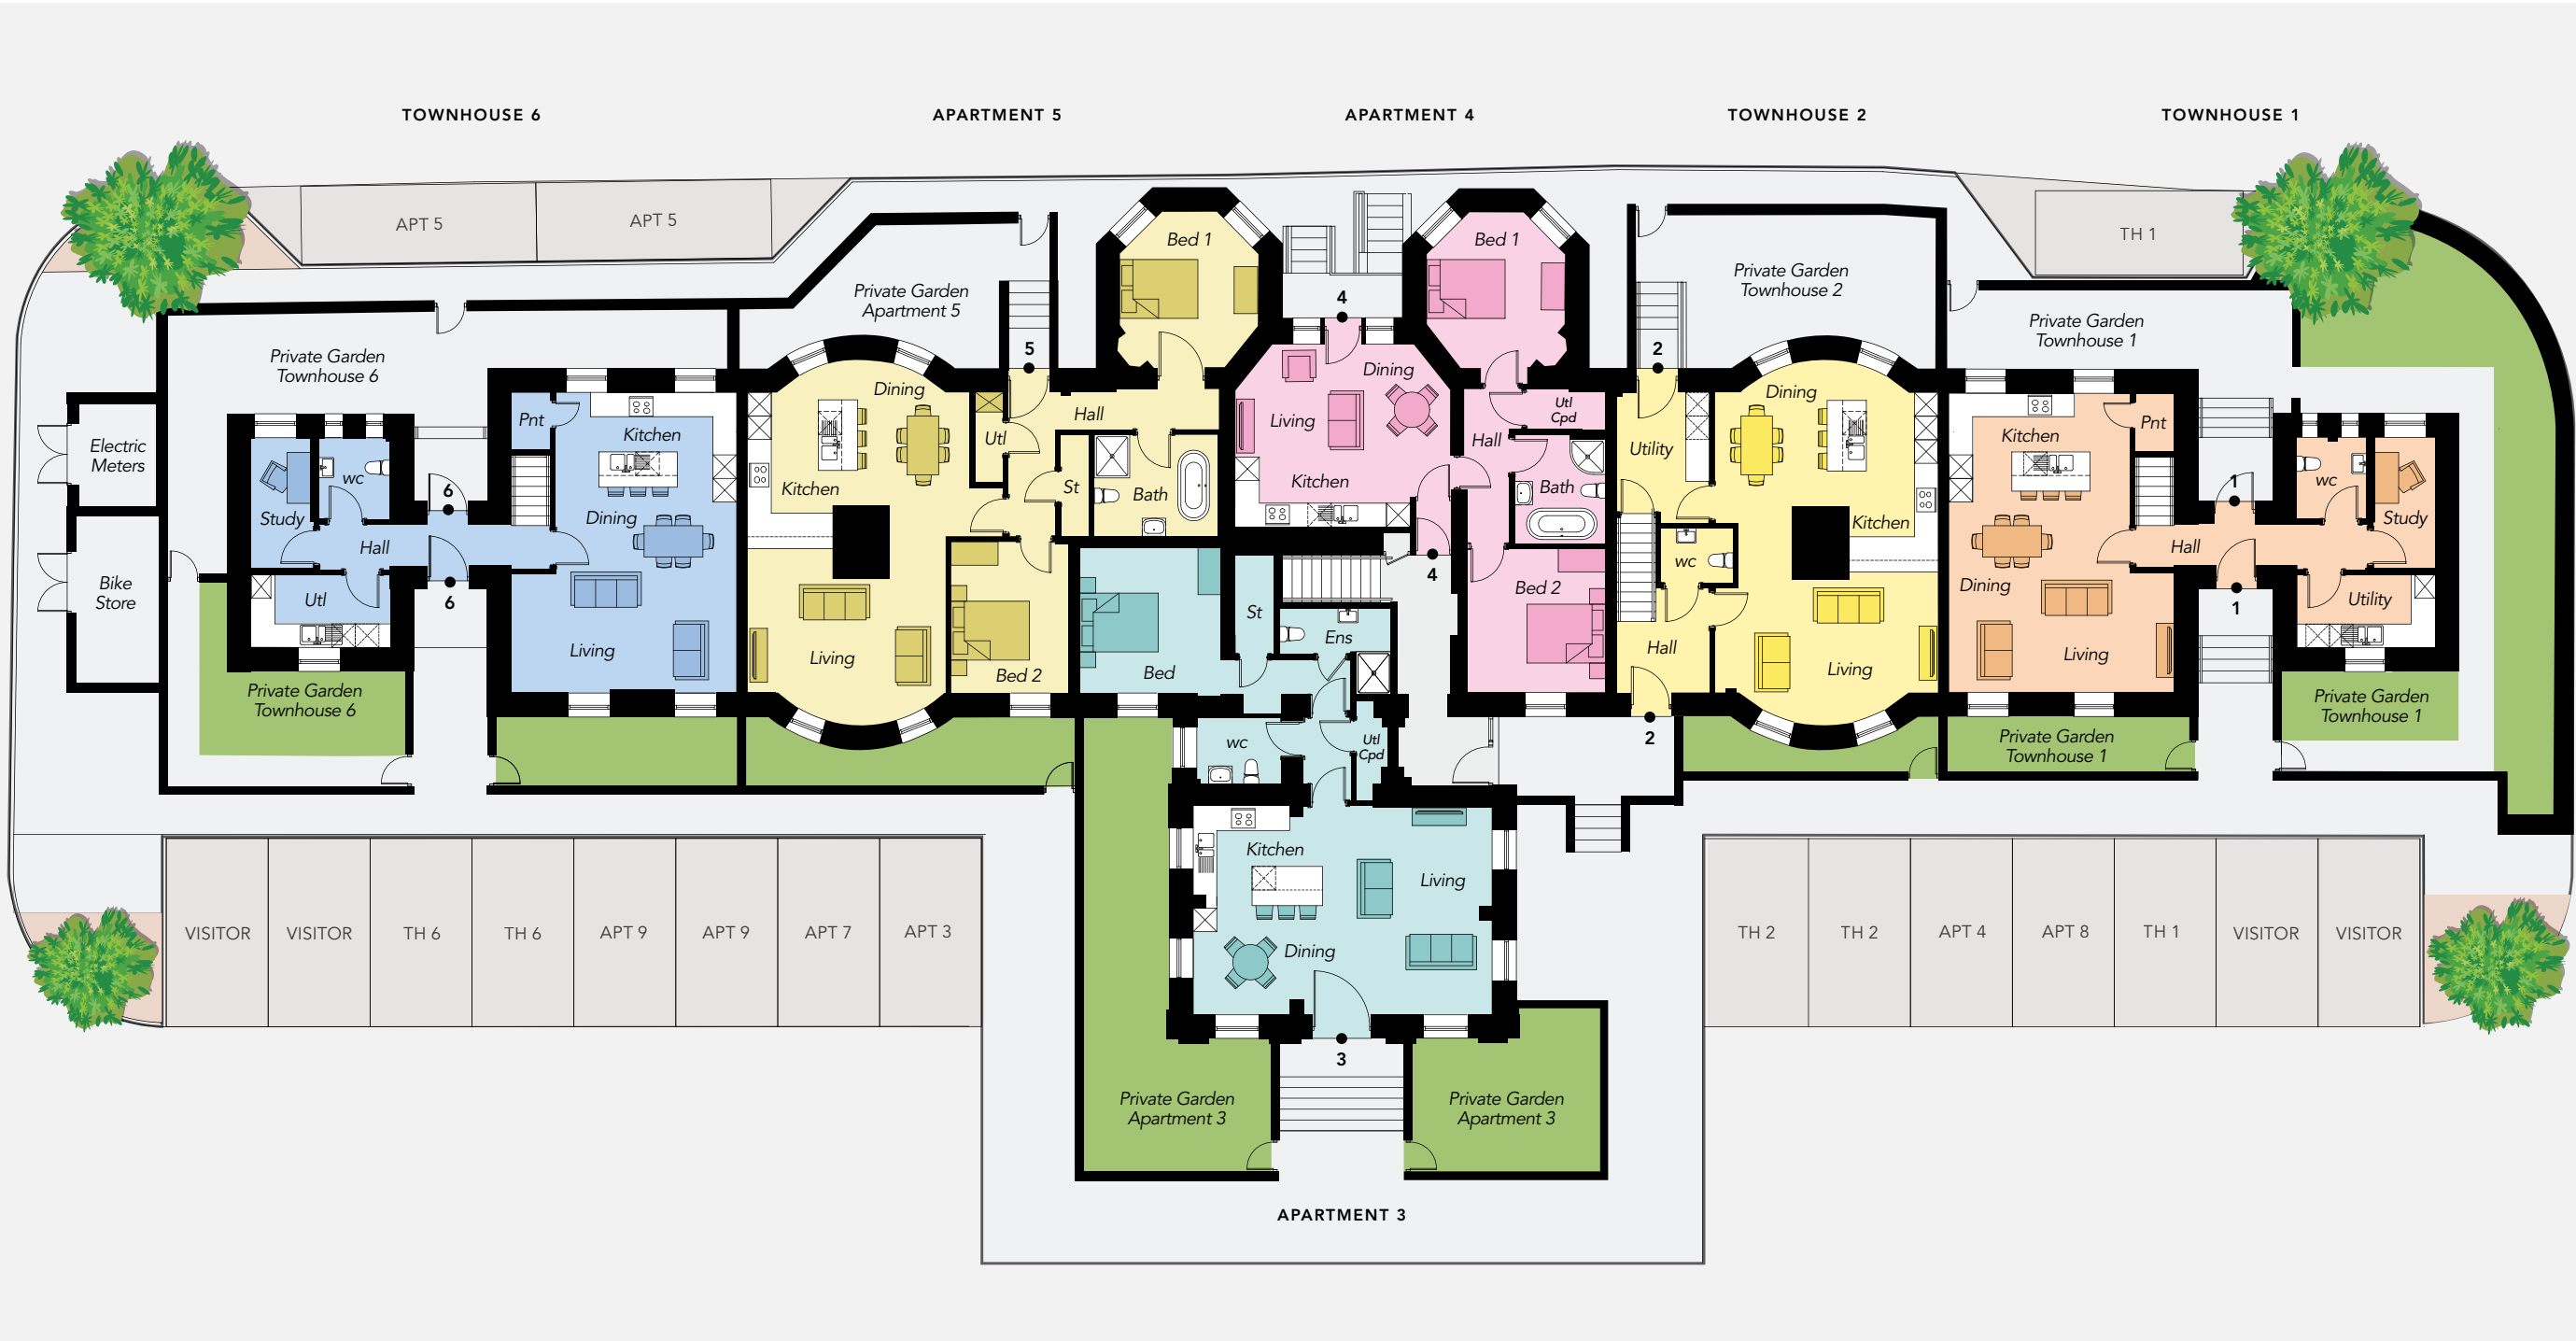 TOWNHOUSE 6
APARTMENT 5
APARTMENT 4
TOWNHOUSE 2
TOWNHOUSE 1
APT 5
APT 5
TH 1
Private Garden
Townhouse 6
Electric
Meters
Bike
Store
Study
wc
Hall
Utl
6
6
Pnt
Kitchen
Dining
Living
Private Garden
Townhouse 6
Private Garden
Apartment 5
5
Dining
Kitchen
Living
Utl
Hall
St
Bath
Bed 1
Bed 2
4
Bed 1
Dining
Living
Kitchen
Hall
Utl
Cpd
Bath
Bed 2
4
Bed
St
Ens
wc
Utl
Cpd
Kitchen
Living
Dining
3
Private Garden
Apartment 3
Private Garden
Apartment 3
APARTMENT 3
Private Garden
Townhouse 2
2
Utility
Dining
Kitchen
wc
Hall
Living
2
Private Garden
Townhouse 1
Kitchen
Pnt
Dining
Living
Hall
1
1
wc
Study
Utility
Private Garden
Townhouse 1
Private Garden
Townhouse 1
VISITOR
VISITOR
TH 6
TH 6
APT 9
APT 9
APT 7
APT 3
TH 2
TH 2
APT 4
APT 8
TH 1
VISITOR
VISITOR